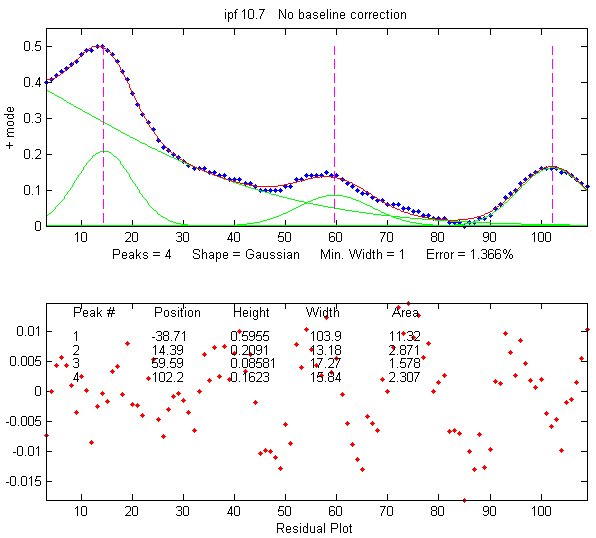 ipf 10.7 No baseline correction
0.5
0.4
0.3
0.2
0.1
0
+ mode
10 20 30 40 50 60 70 80 90 100
Peaks = 4 Shape = Gaussian Min. Width = 1 Error = 1.366%
Peak # Position Height Width Area
1 -38.71 0.5955 103.9 11.32
2 14.39 0.2091 13.18 2.871
3 59.59 0.08581 17.27 1.578
4 102.2 0.1623 15.84 2.307
0.01
0.005
0
-0.005
-0.01
-0.015
10 20 30 40 50 60 70 80 90 100
Residual Plot